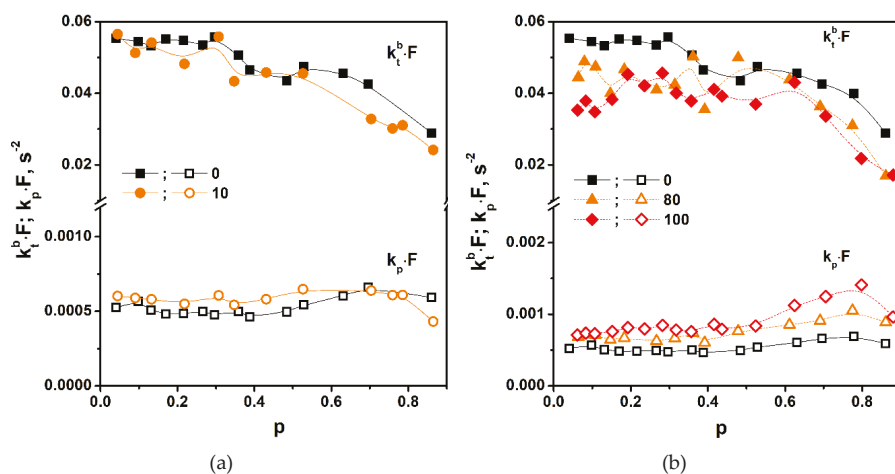 0.06
0.04
0.02
0.0010
0.0005
0.0000
0.0 0.2 0.4 0.6 0.8
p
k_t^b·F; k_p·F, s^-2
k_t^b·F
; 0
; 10
k_p·F
(a)
0.06
0.04
0.02
0.002
0.001
0.000
0.0 0.2 0.4 0.6 0.8
p
k_t^b·F; k_p·F, s^-2
k_t^b·F
; 0
; 80
; 100
k_p·F
(b)